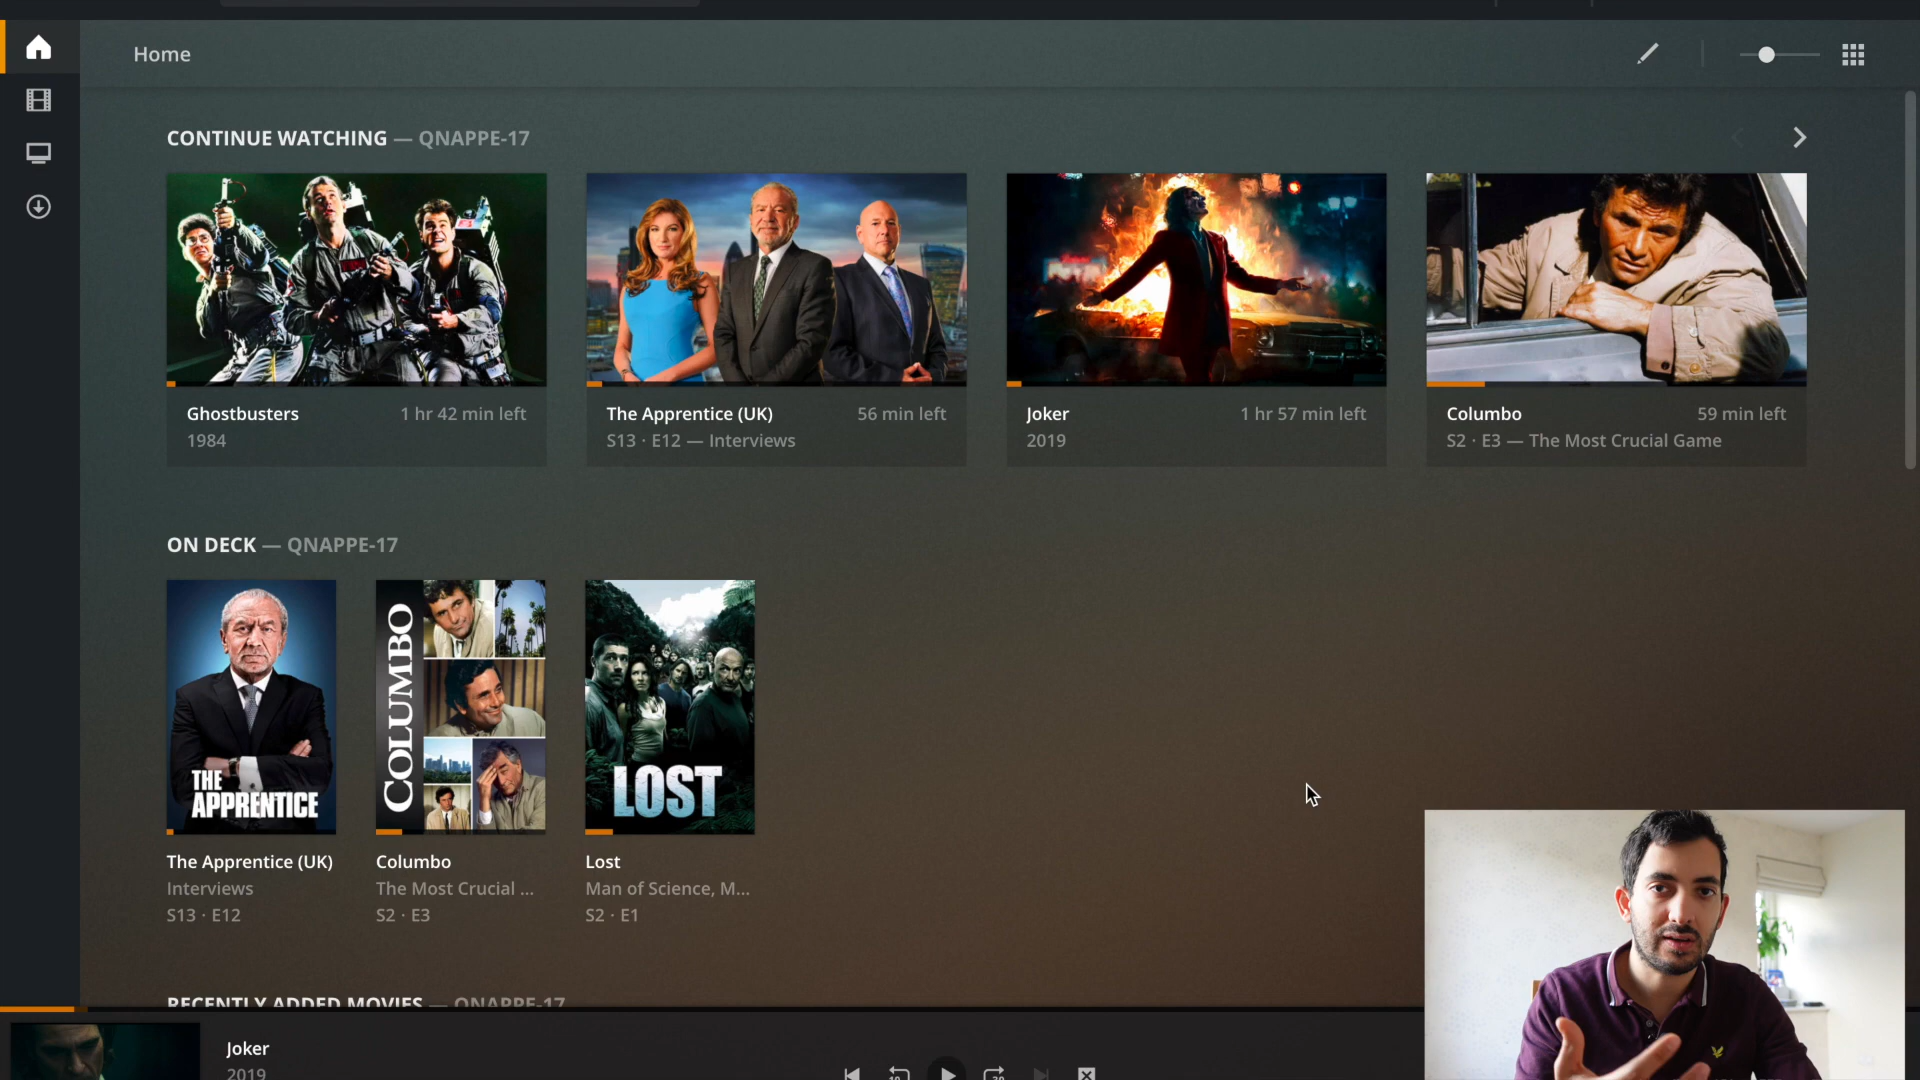 Home
CONTINUE WATCHING — QNAPPE-17
Ghostbusters
1 hr 42 min left
1984
The Apprentice (UK)
56 min left
S13 · E12 — Interviews
Joker
1 hr 57 min left
2019
Columbo
59 min left
S2 · E3 — The Most Crucial Game
ON DECK — QNAPPE-17
THE
APPRENTICE
COLUMBO
LOST
The Apprentice (UK)
Interviews
S13 · E12
Columbo
The Most Crucial ...
S2 · E3
Lost
Man of Science, M...
S2 · E1
RECENTLY ADDED MOVIES — QNAPPE-17
Joker
2019
10
30